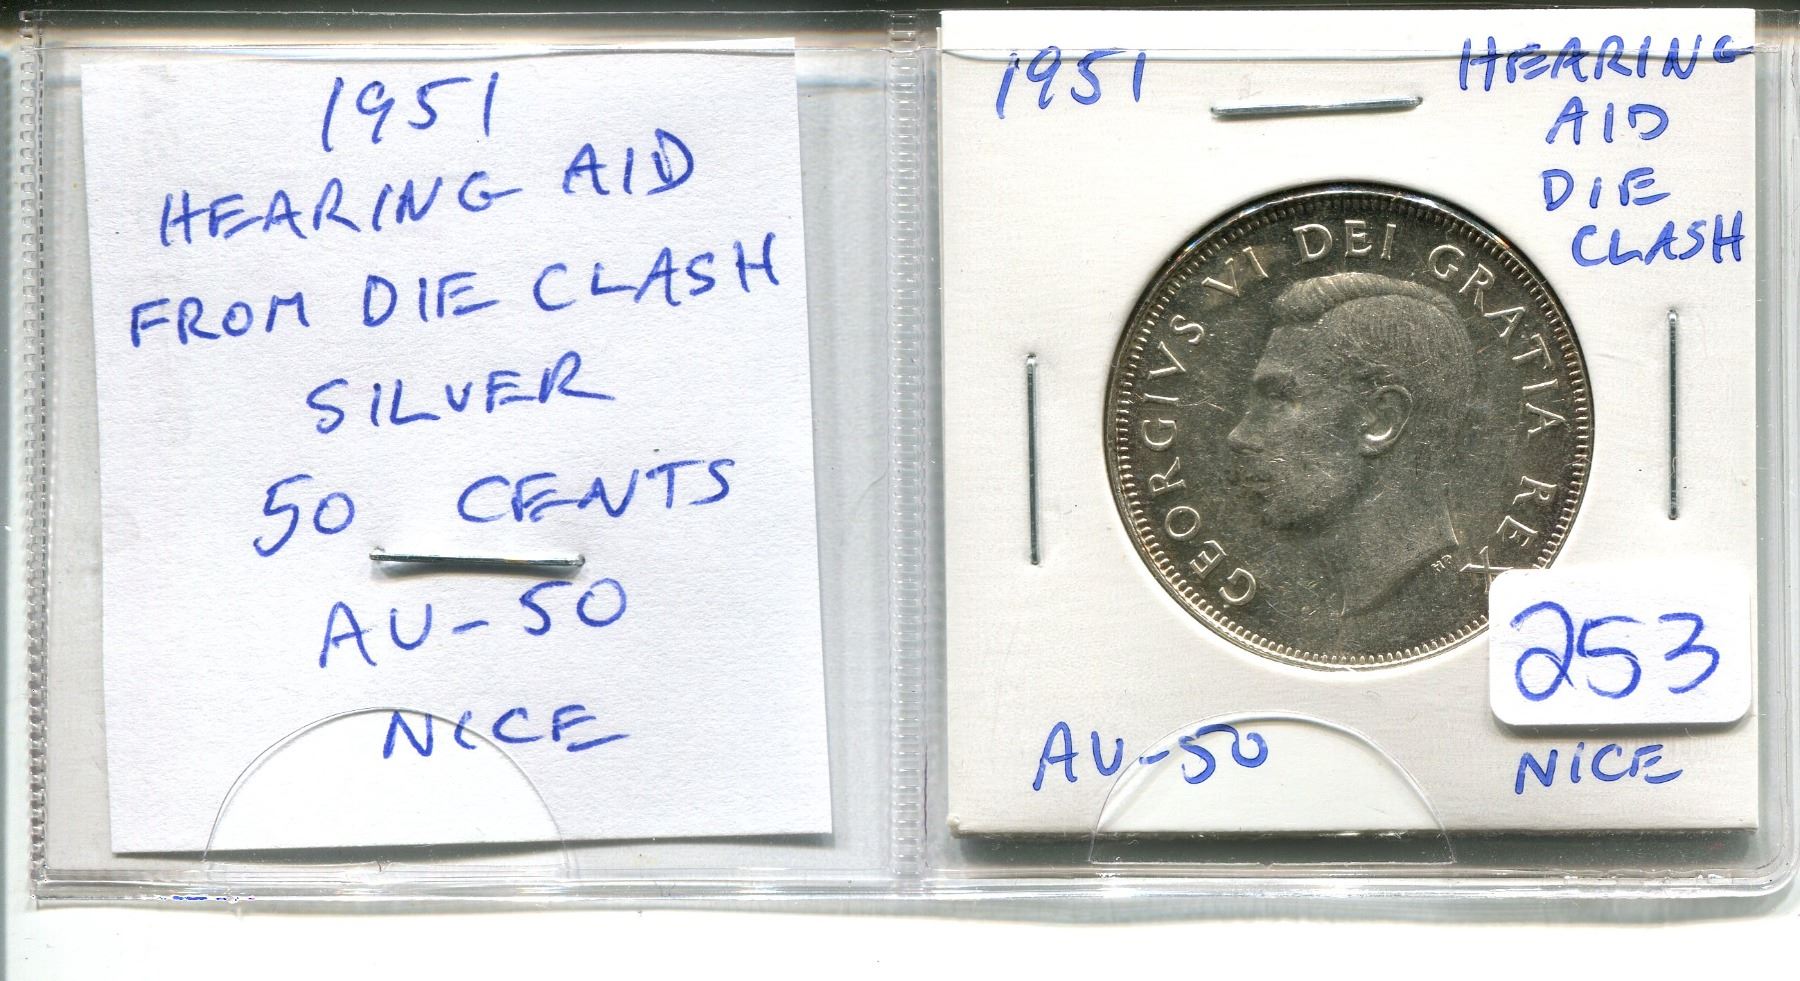 1951
HEARING AID
FROM DIE CLASH
SILVER
50 CENTS
AU-50
NICE
1951
HEARING
AID
DIE
CLASH
GEORGIVS VI DEI GRATIA REX
HP
253
AU-50
NICE